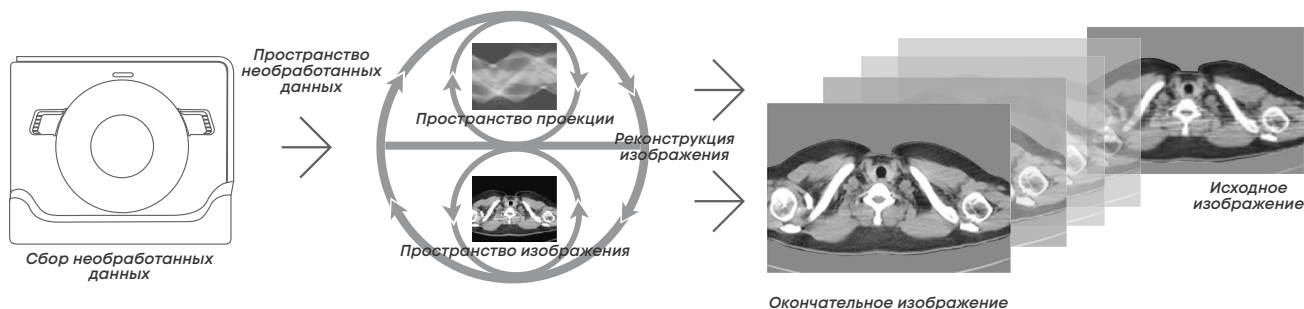 Пространство
необработанных
данных
Сбор необработанных
данных
Пространство проекции
Пространство изображения
Реконструкция
изображения
Исходное
изображение
Окончательное изображение